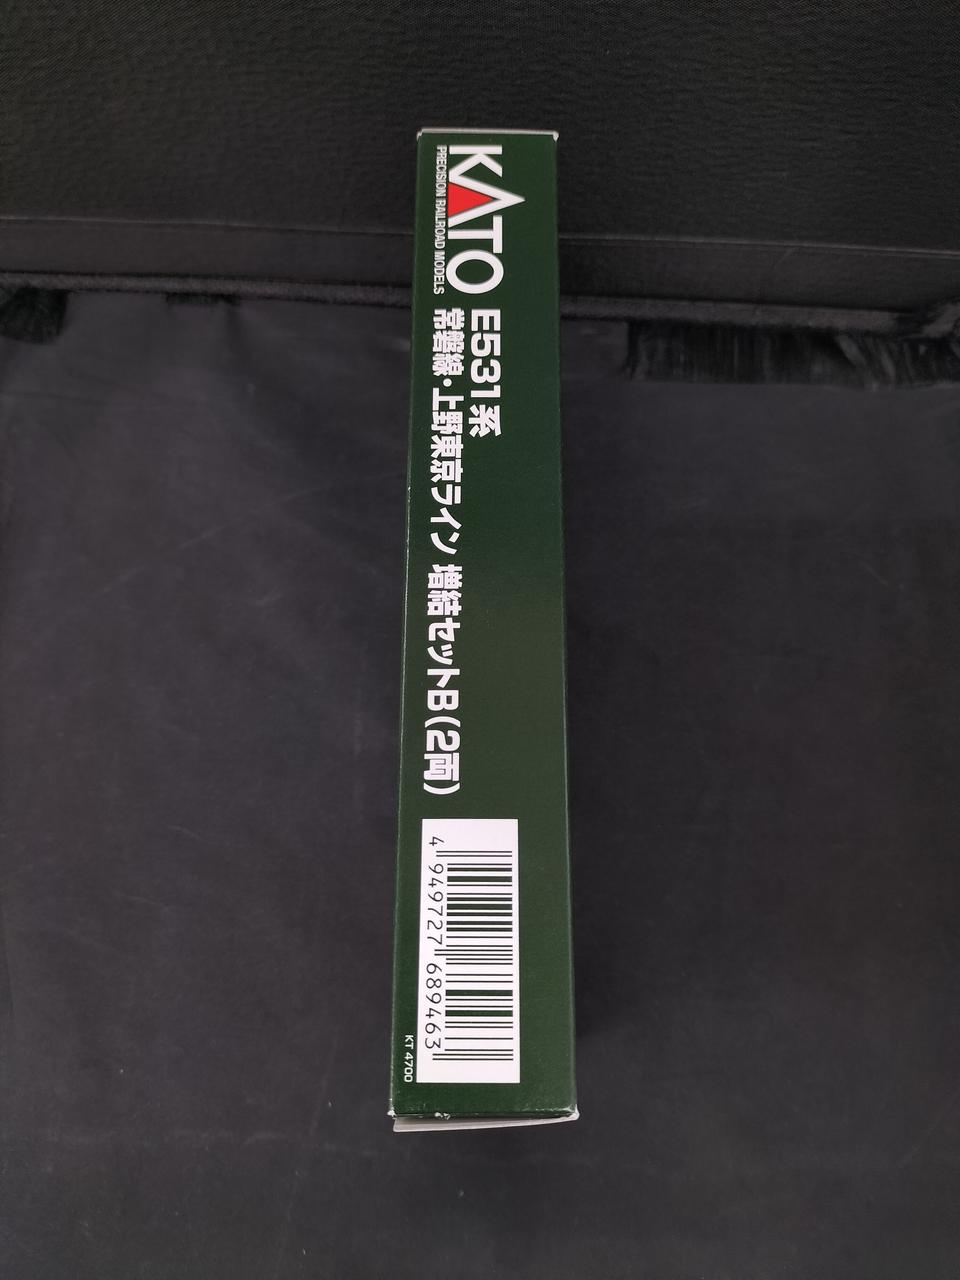 KATO
PRECISION RAILROAD MODELS
E531系
常磐線・上野東京ライン 増結セットB(2両)
4 949727 689463
KT 4700